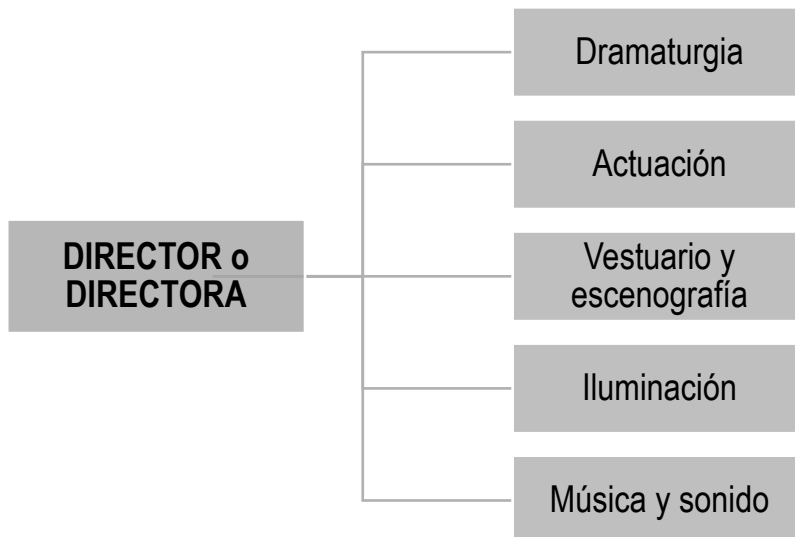 DIRECTOR o
DIRECTORA
Dramaturgia
Actuación
Vestuario y
escenografía
Iluminación
Música y sonido